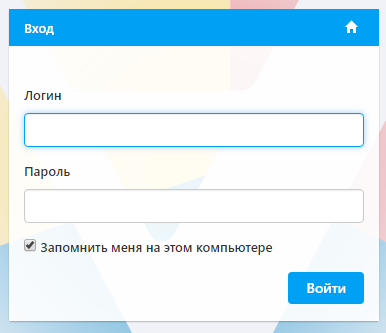 Вход
Логин
Пароль
Запомнить меня на этом компьютере
Войти